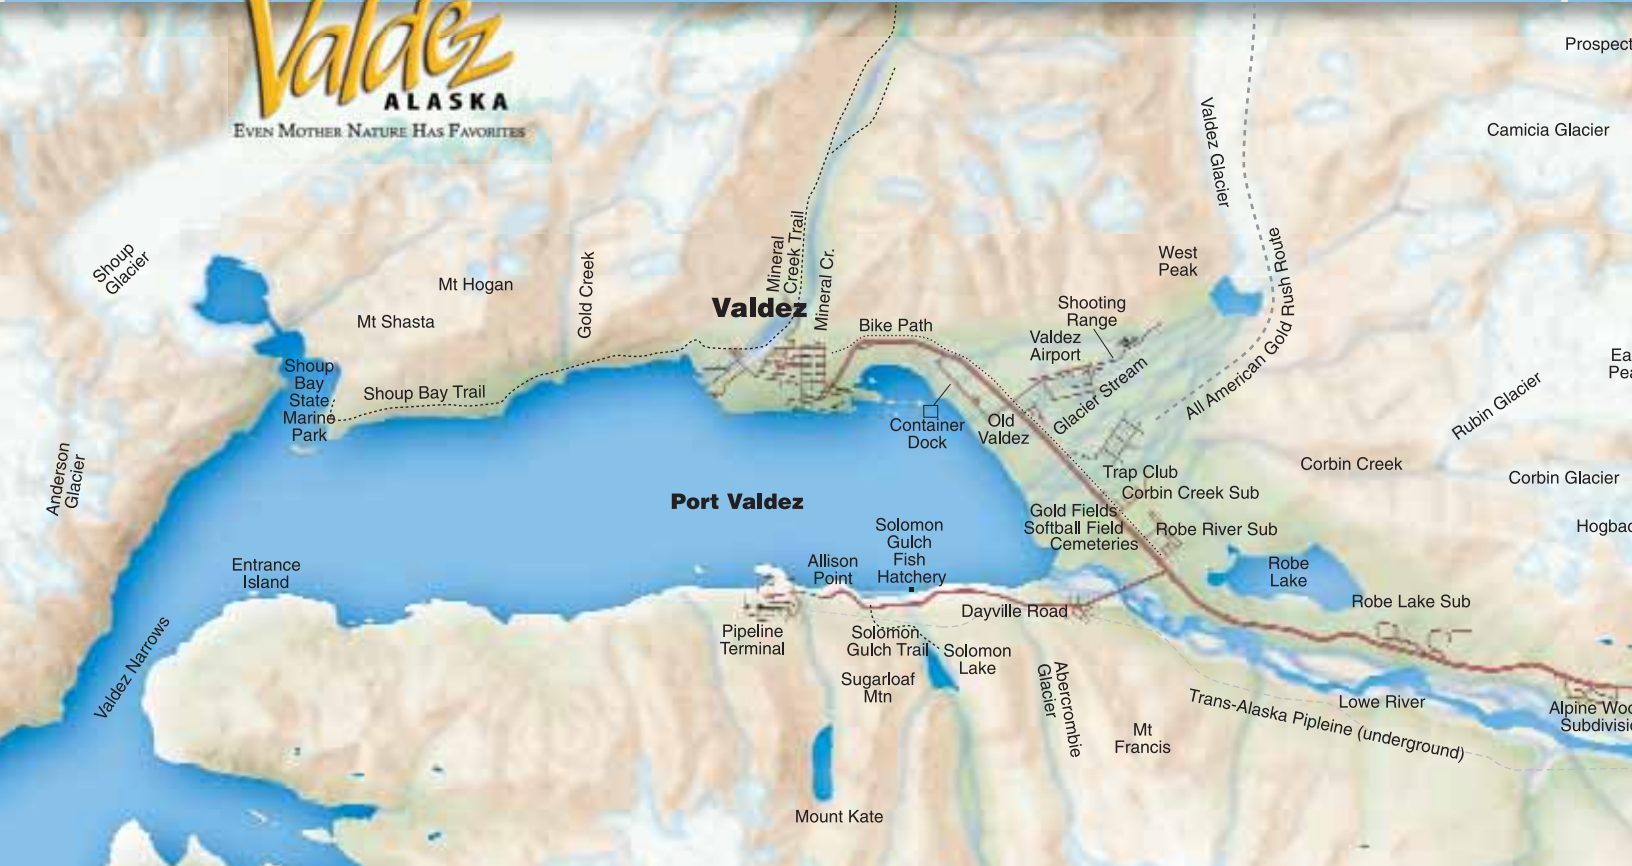 Valdez
ALASKA
EVEN MOTHER NATURE HAS FAVORITES
Prospect
Camicia Glacier
Valdez Glacier
Shoup
Glacier
Mt Hogan
Mt Shasta
Gold Creek
Mineral
Creek Trail
Mineral Cr.
Valdez
Bike Path
West
Peak
Shooting
Range
Valdez
Airport
Glacier Stream
All American Gold Rush Route
Shoup
Bay
State
Marine
Park
Shoup Bay Trail
Container
Dock
Old
Valdez
Rubin Glacier
Anderson
Glacier
Trap Club
Corbin Creek
Corbin Glacier
Corbin Creek Sub
Port Valdez
Gold Fields
Softball Field
Cemeteries
Robe River Sub
Solomon
Gulch
Fish
Hatchery
Allison
Point
Entrance
Island
Robe
Lake
Robe Lake Sub
Dayville Road
Valdez Narrows
Pipeline
Terminal
Solomon
Gulch Trail
Solomon
Lake
Sugarloaf
Mtn
Abercrombie
Glacier
Mt
Francis
Trans-Alaska Pipleine (underground)
Lowe River
Mount Kate
Alpine Woo
Subdivisi
Hogbac
Ea
Pea